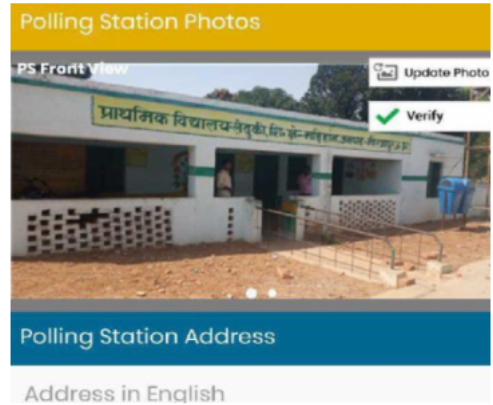 Polling Station Photos
PS Front View
Update Photo
Verify
प्राथमिक विद्यालय
Polling Station Address
Address in English